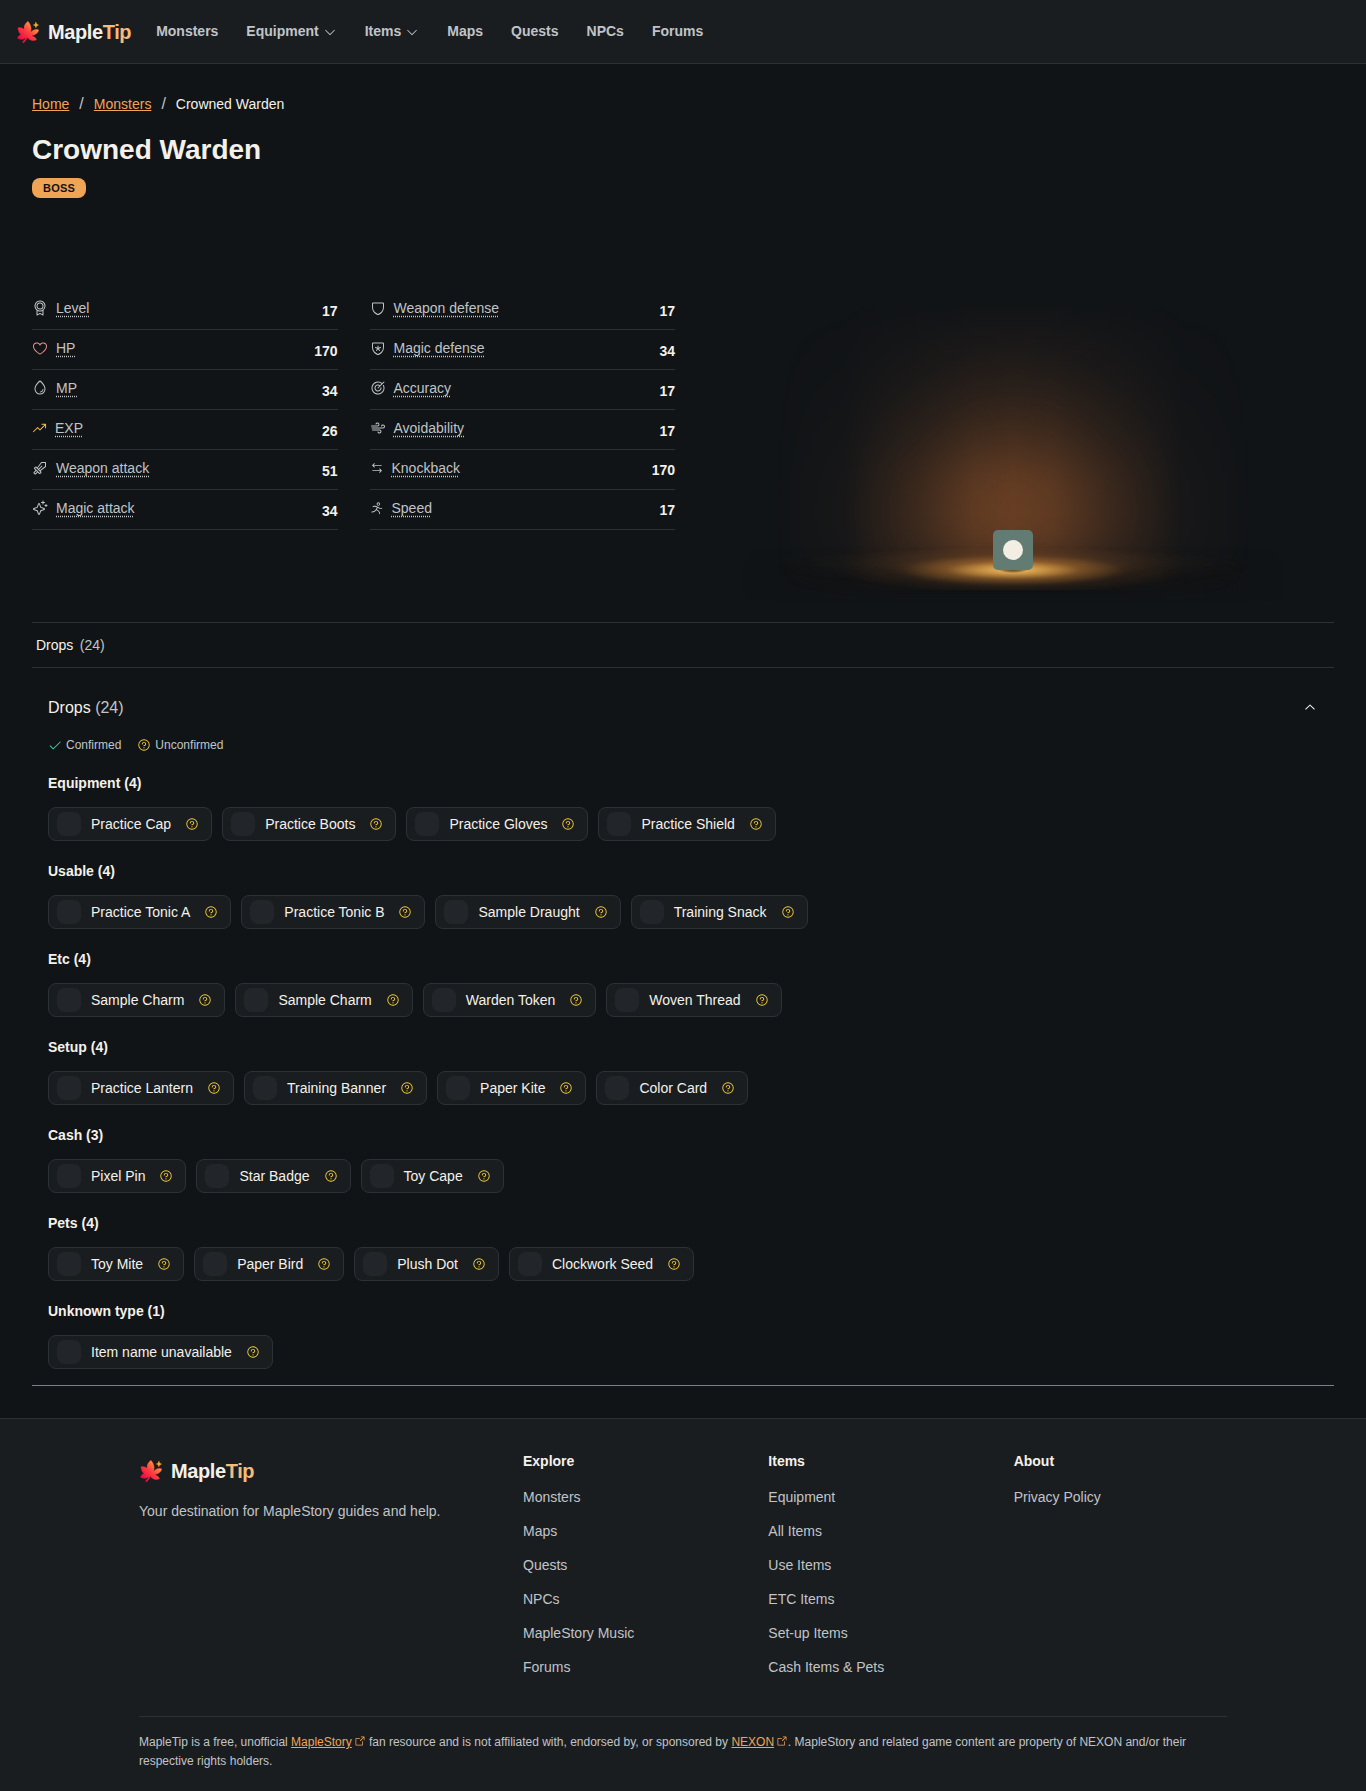 MapleTip Monsters Equipment Items Maps Quests NPCs Forums
Home / Monsters / Crowned Warden
Crowned Warden
BOSS
Level 17
HP 170
MP 34
EXP 26
Weapon attack 51
Magic attack 34
Weapon defense 17
Magic defense 34
Accuracy 17
Avoidability 17
Knockback 170
Speed 17
Drops (24)
Drops (24)
Confirmed Unconfirmed
Equipment (4)
Practice Cap Practice Boots Practice Gloves Practice Shield
Usable (4)
Practice Tonic A Practice Tonic B Sample Draught Training Snack
Etc (4)
Sample Charm Sample Charm Warden Token Woven Thread
Setup (4)
Practice Lantern Training Banner Paper Kite Color Card
Cash (3)
Pixel Pin Star Badge Toy Cape
Pets (4)
Toy Mite Paper Bird Plush Dot Clockwork Seed
Unknown type (1)
Item name unavailable
MapleTip
Your destination for MapleStory guides and help.
Explore
Monsters
Maps
Quests
NPCs
MapleStory Music
Forums
Items
Equipment
All Items
Use Items
ETC Items
Set-up Items
Cash Items & Pets
About
Privacy Policy
MapleTip is a free, unofficial MapleStory fan resource and is not affiliated with, endorsed by, or sponsored by NEXON. MapleStory and related game content are property of NEXON and/or their
respective rights holders.